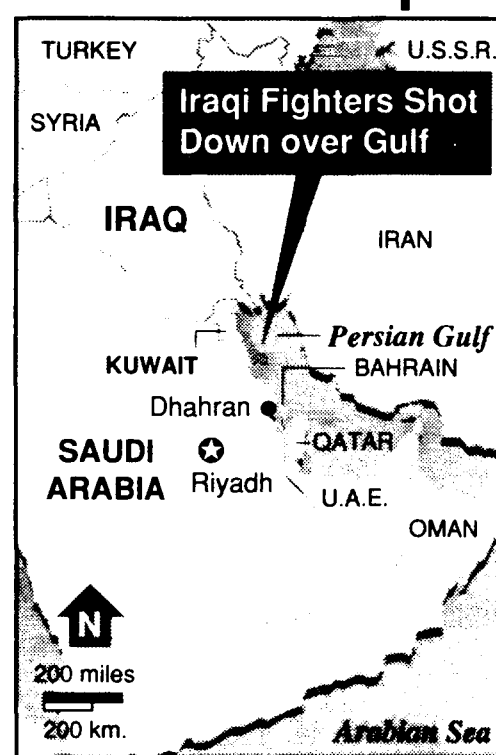 TURKEY
U.S.S.R.
Iraqi Fighters Shot
Down over Gulf
SYRIA
IRAQ
IRAN
Persian Gulf
KUWAIT
BAHRAIN
Dhahran
QATAR
SAUDI
ARABIA
Riyadh
U.A.E.
OMAN
N
200 miles
200 km.
Arabian Sea